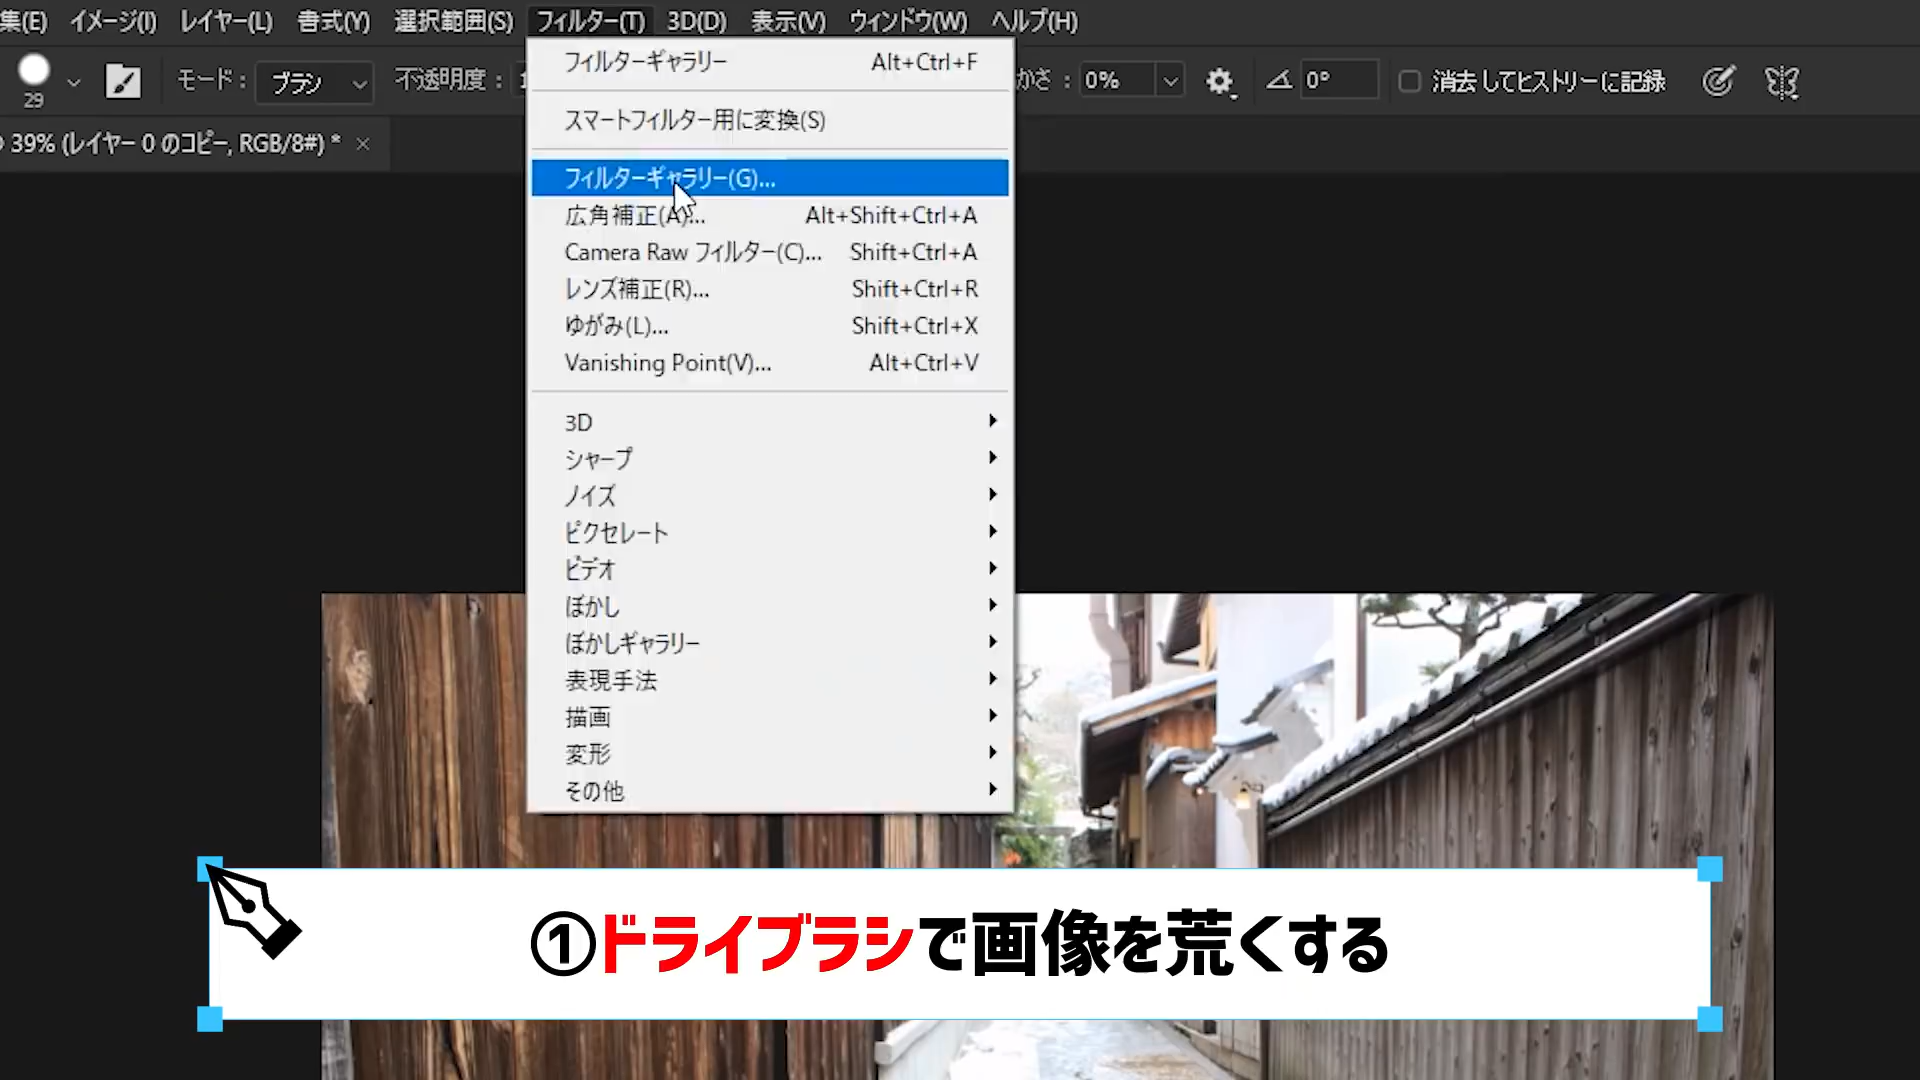 集(E) イメージ(I) レイヤー(L) 書式(Y) 選択範囲(S) フィルター(T) 3D(D) 表示(V) ウィンドウ(W) ヘルプ(H)
29 モード： ブラシ 不透明度： かさ： 0% 0° 消去してヒストリーに記録
39% (レイヤー 0 のコピー, RGB/8#) * ×
フィルターギャラリー Alt+Ctrl+F
スマートフィルター用に変換(S)
フィルターギャラリー(G)...
広角補正(A)... Alt+Shift+Ctrl+A
Camera Raw フィルター(C)... Shift+Ctrl+A
レンズ補正(R)... Shift+Ctrl+R
ゆがみ(L)... Shift+Ctrl+X
Vanishing Point(V)... Alt+Ctrl+V
3D
シャープ
ノイズ
ピクセレート
ビデオ
ぼかし
ぼかしギャラリー
表現手法
描画
変形
その他
①ドライブラシで画像を荒くする